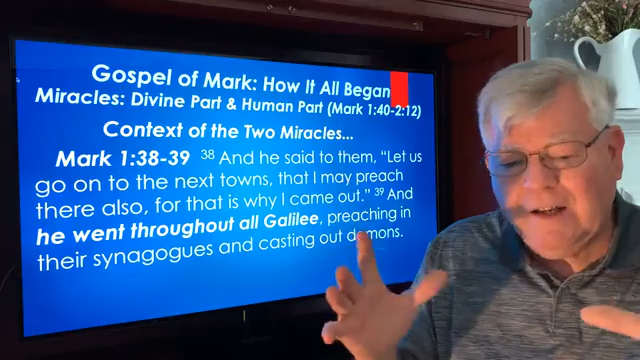 Gospel of Mark: How It All Began
Miracles: Divine Part & Human Part (Mark 1:40-2:12)
Context of the Two Miracles...
Mark 1:38-39 38 And he said to them, “Let us
go on to the next towns, that I may preach
there also, for that is why I came out.” 39 And
he went throughout all Galilee, preaching in
their synagogues and casting out demons.